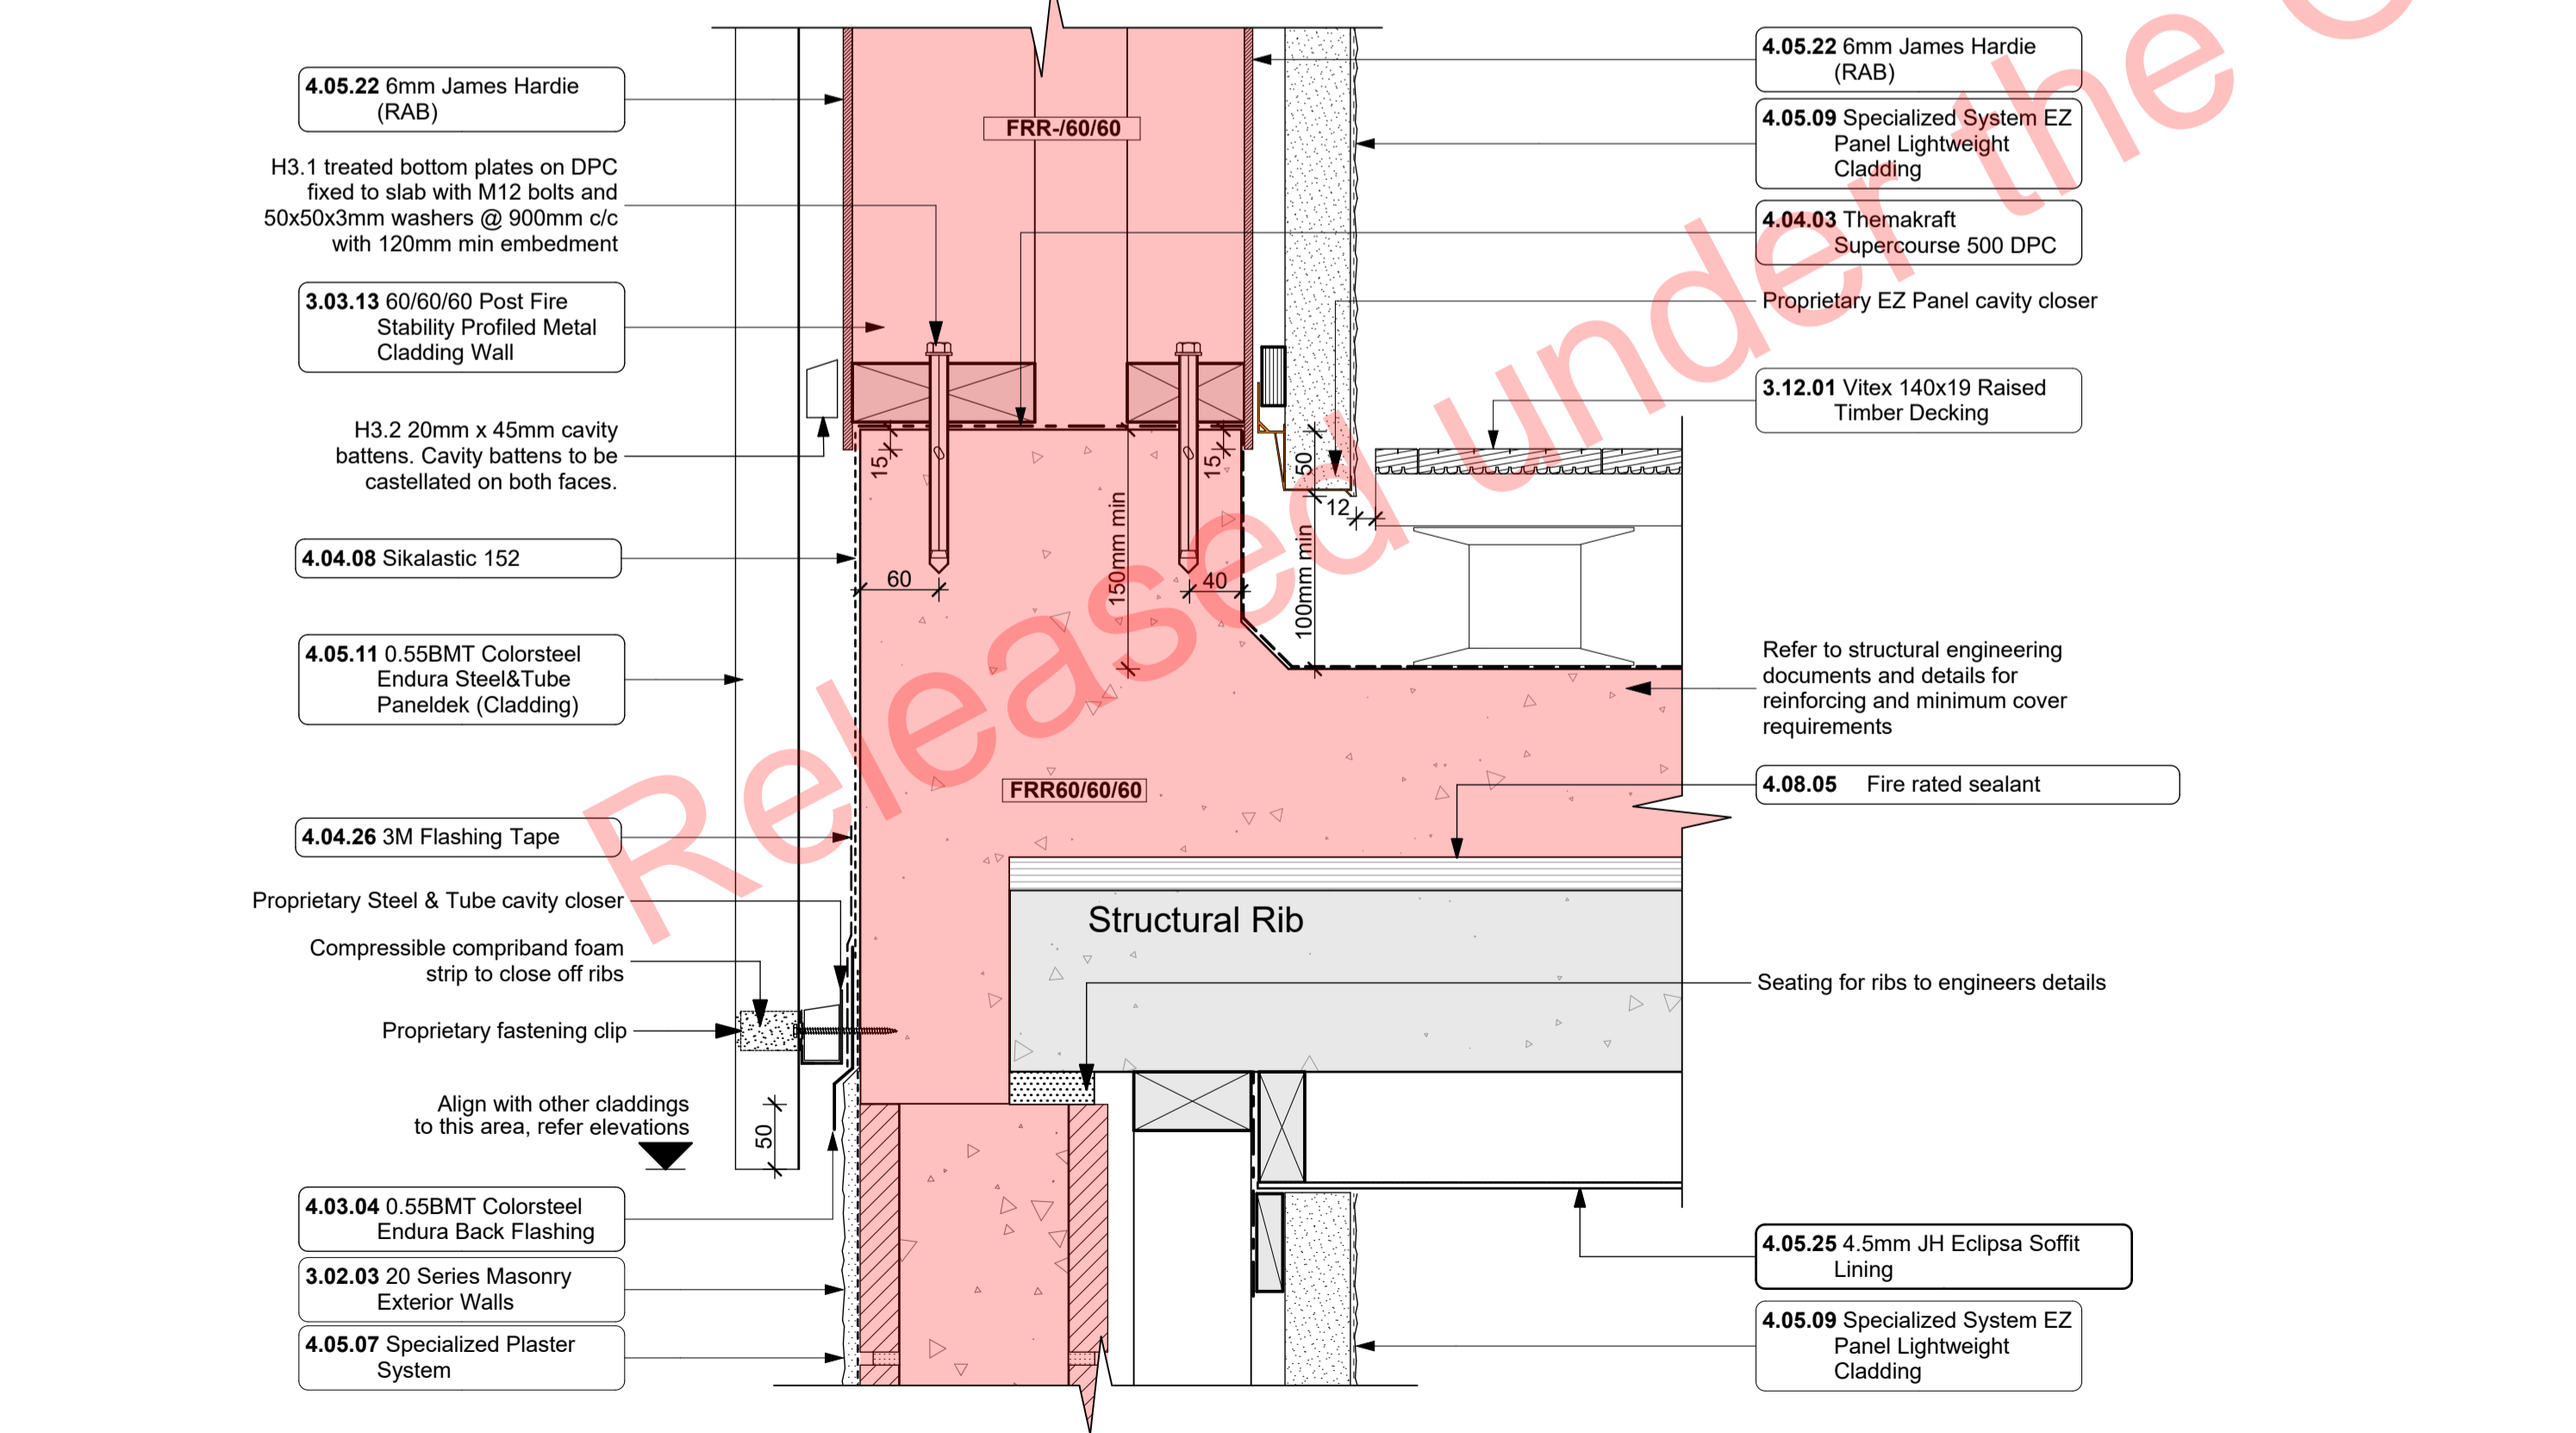 4.05.22 6mm James Hardie
(RAB)
H3.1 treated bottom plates on DPC
fixed to slab with M12 bolts and
50x50x3mm washers @ 900mm c/c
with 120mm min embedment
3.03.13 60/60/60 Post Fire
Stability Profiled Metal
Cladding Wall
H3.2 20mm x 45mm cavity
battens. Cavity battens to be
castellated on both faces.
4.04.08 Sikalastic 152
4.05.11 0.55BMT Colorsteel
Endura Steel&Tube
Paneldek (Cladding)
4.04.26 3M Flashing Tape
Proprietary Steel & Tube cavity closer
Compressible compriband foam
strip to close off ribs
Proprietary fastening clip
Align with other claddings
to this area, refer elevations
50
4.03.04 0.55BMT Colorsteel
Endura Back Flashing
3.02.03 20 Series Masonry
Exterior Walls
4.05.07 Specialized Plaster
System
FRR-/60/60
15
15
60
150mm min
40
50
12
100mm min
FRR60/60/60
Structural Rib
Released under the
4.05.22 6mm James Hardie
(RAB)
4.05.09 Specialized System EZ
Panel Lightweight
Cladding
4.04.03 Themakraft
Supercourse 500 DPC
Proprietary EZ Panel cavity closer
3.12.01 Vitex 140x19 Raised
Timber Decking
Refer to structural engineering
documents and details for
reinforcing and minimum cover
requirements
4.08.05 Fire rated sealant
Seating for ribs to engineers details
4.05.25 4.5mm JH Eclipsa Soffit
Lining
4.05.09 Specialized System EZ
Panel Lightweight
Cladding